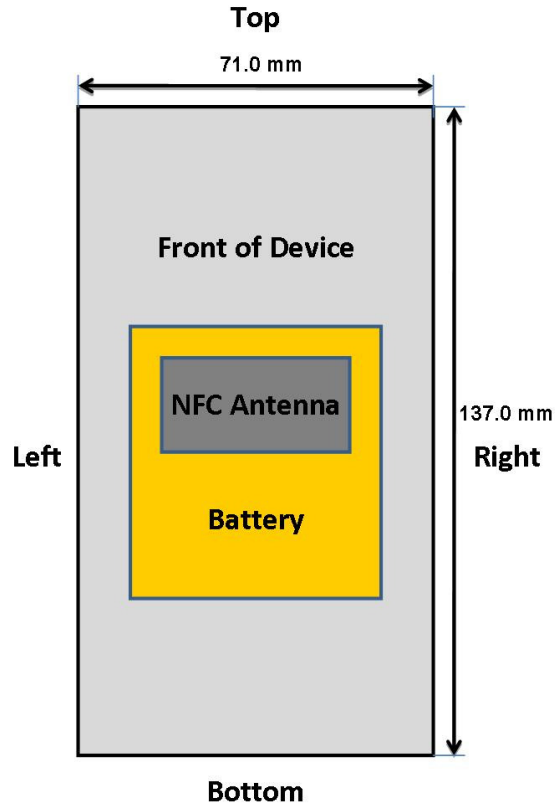 Top
71.0 mm
Front of Device
NFC Antenna
137.0 mm
Left
Right
Battery
Bottom